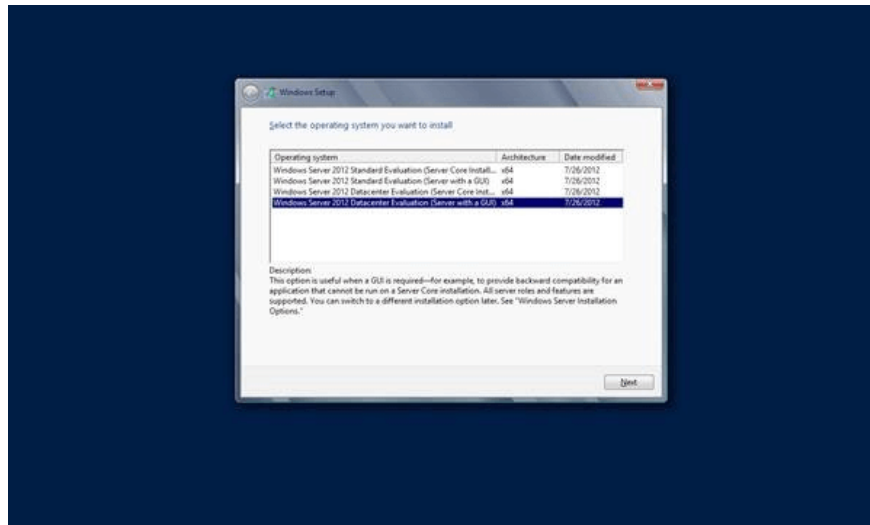 Windows Setup
Select the operating system you want to install
Operating system Architecture Date modified
Windows Server 2012 Standard Evaluation (Server Core Install... x64 7/26/2012
Windows Server 2012 Standard Evaluation (Server with a GUI) x64 7/26/2012
Windows Server 2012 Datacenter Evaluation (Server Core Inst... x64 7/26/2012
Windows Server 2012 Datacenter Evaluation (Server with a GUI) x64 7/26/2012
Description:
This option is useful when a GUI is required—for example, to provide backward compatibility for an
application that cannot be run on a Server Core installation. All server roles and features are
supported. You can switch to a different installation option later. See "Windows Server Installation
Options."
Next